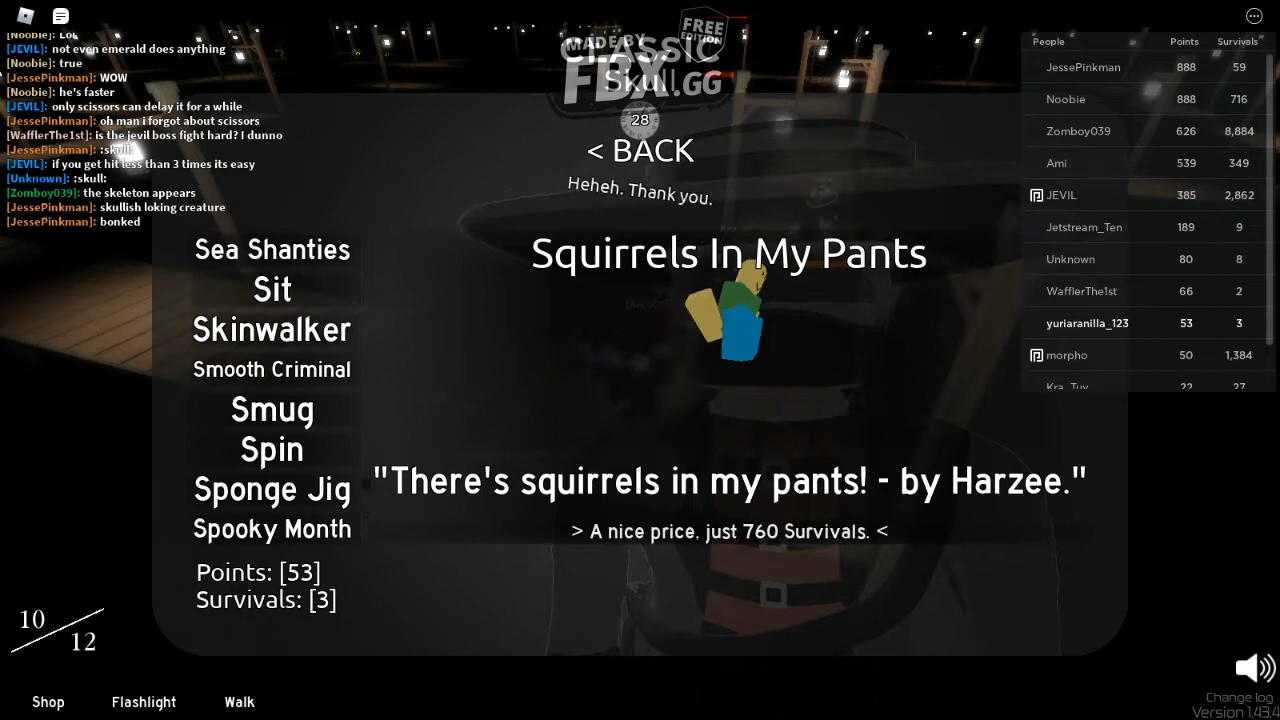 [Noobie]: Lol
[JEVIL]: not even emerald does anything
[Noobie]: true
[JessePinkman]: WOW
[Noobie]: he's faster
[JEVIL]: only scissors can delay it for a while
[JessePinkman]: oh man i forgot about scissors
[WafflerThe1st]: is the jevil boss fight hard? I dunno
[JessePinkman]: :skull:
[JEVIL]: if you get hit less than 3 times its easy
[Unknown]: :skull:
[Zomboy039]: the skeleton appears
[JessePinkman]: skullish loking creature
[JessePinkman]: bonked
MADE BY
CLASSIC
FBX.GG
FREE
EDITION
Skull
28
< BACK
Heheh. Thank you.
Sea Shanties
Sit
Skinwalker
Smooth Criminal
Smug
Spin
Sponge Jig
Spooky Month
Points: [53]
Survivals: [3]
Squirrels In My Pants
"There's squirrels in my pants! - by Harzee."
> A nice price, just 760 Survivals. <
People Points Survivals
JessePinkman 888 59
Noobie 888 716
Zomboy039 626 8,884
Ami 539 349
JEVIL 385 2,862
Jetstream_Ten 189 9
Unknown 80 8
WafflerThe1st 66 2
yuriaranilla_123 53 3
morpho 50 1,384
Kra_Tuy 22 27
10
12
Shop Flashlight Walk
Change log
Version 1.43.4